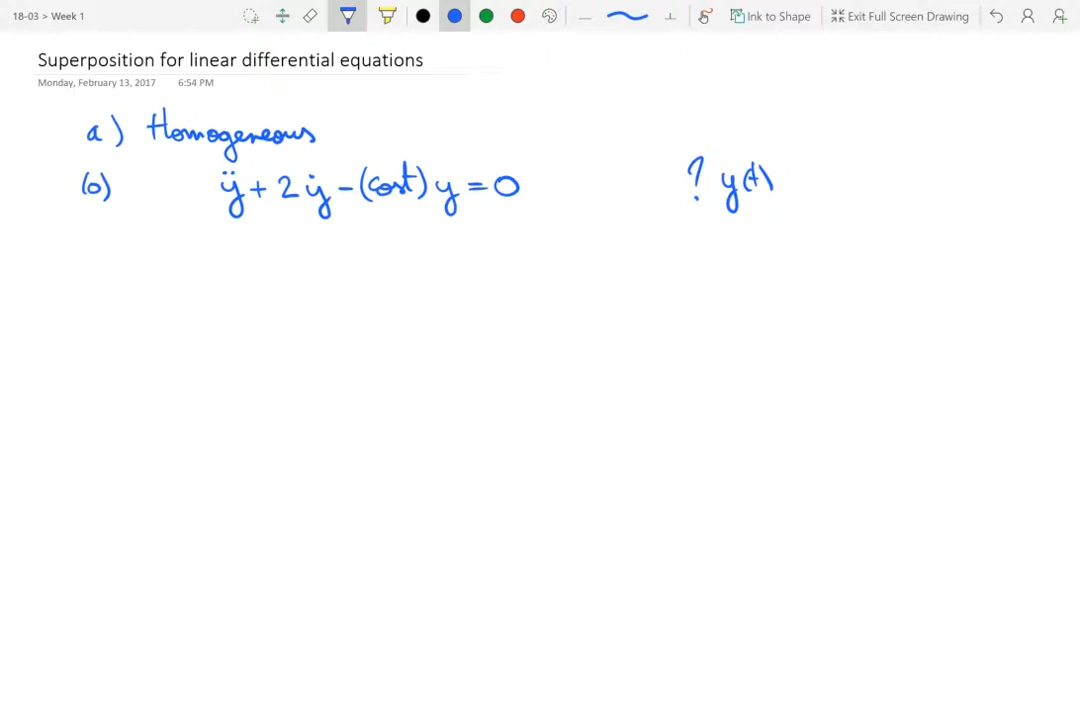 18-03 > Week 1
Ink to Shape
Exit Full Screen Drawing
Superposition for linear differential equations
Monday, February 13, 2017 6:54 PM
a) Homogeneous
(0) ÿ + 2ẏ - (cost) y = 0 ? y(t)